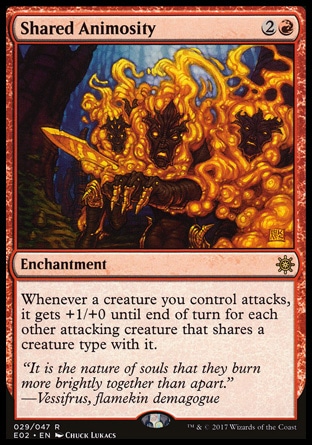 Shared Animosity 2
Enchantment
Whenever a creature you control attacks,
it gets +1/+0 until end of turn for each
other attacking creature that shares a
creature type with it.
“It is the nature of souls that they burn
more brightly together than apart.”
—Vessifrus, flamekin demagogue
029/047 R
E02 • EN Chuck Lukacs
™ & © 2017 Wizards of the Coast